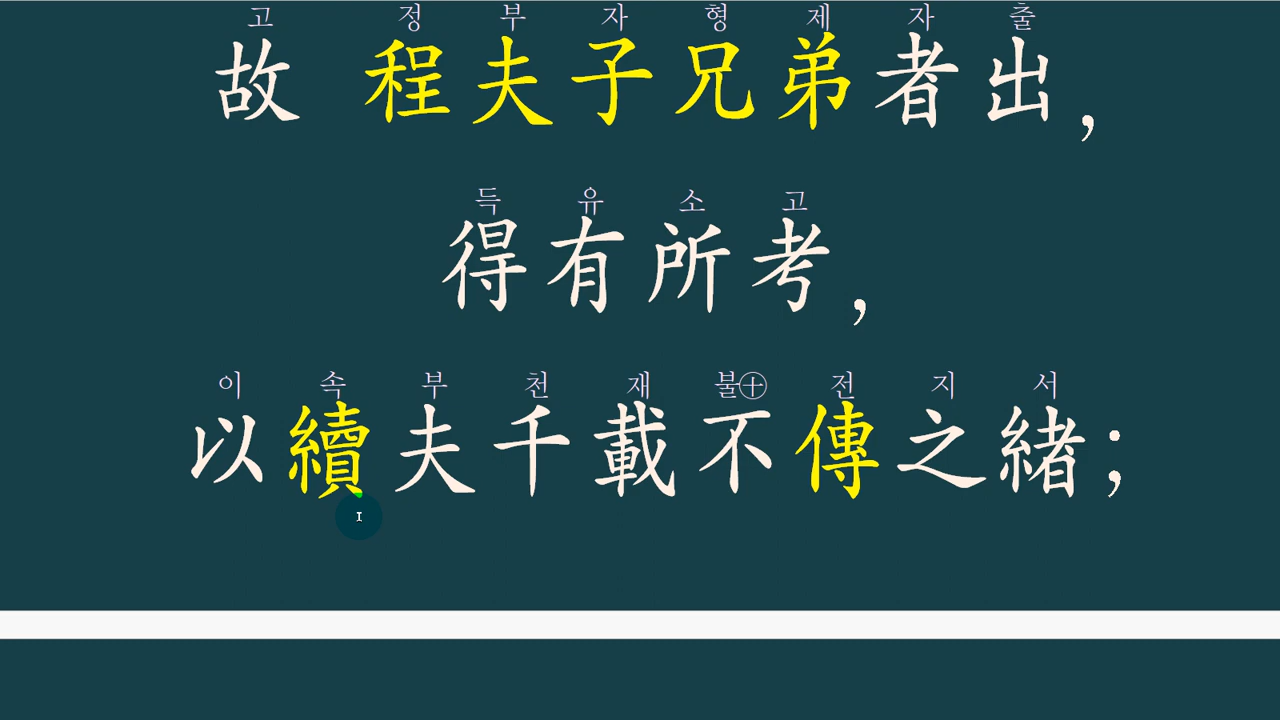 고 정 부 자 형 제 자 출
故 程夫子兄弟者出,
득 유 소 고
得有所考,
이 속 부 천 재 불㊉ 전 지 서
以續夫千載不傳之緖;